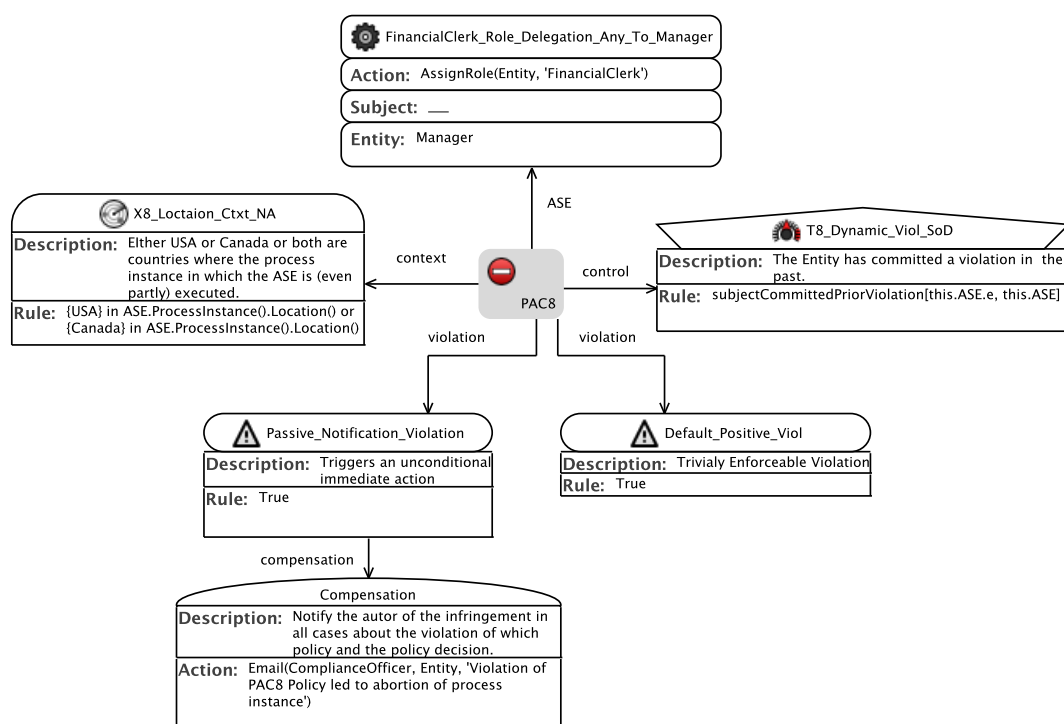 FinancialClerk_Role_Delegation_Any_To_Manager
Action: AssignRole(Entity, 'FinancialClerk')
Subject: __
Entity: Manager
ASE
X8_Loctaion_Ctxt_NA
Description: EIther USA or Canada or both are
countries where the process
instance in which the ASE is (even
partly) executed.
Rule: {USA} in ASE.ProcessInstance().Location() or
{Canada} in ASE.ProcessInstance().Location()
context
PAC8
control
T8_Dynamic_Viol_SoD
Description: The Entity has committed a violation in the
past.
Rule: subjectCommittedPriorViolation[this.ASE.e, this.ASE]
violation
violation
Passive_Notification_Violation
Description: Triggers an unconditional
immediate action
Rule: True
Default_Positive_Viol
Description: Trivialy Enforceable Violation
Rule: True
compensation
Compensation
Description: Notify the autor of the infringement in
all cases about the violation of which
policy and the policy decision.
Action: Email(ComplianceOfficer, Entity, 'Violation of
PAC8 Policy led to abortion of process
instance')